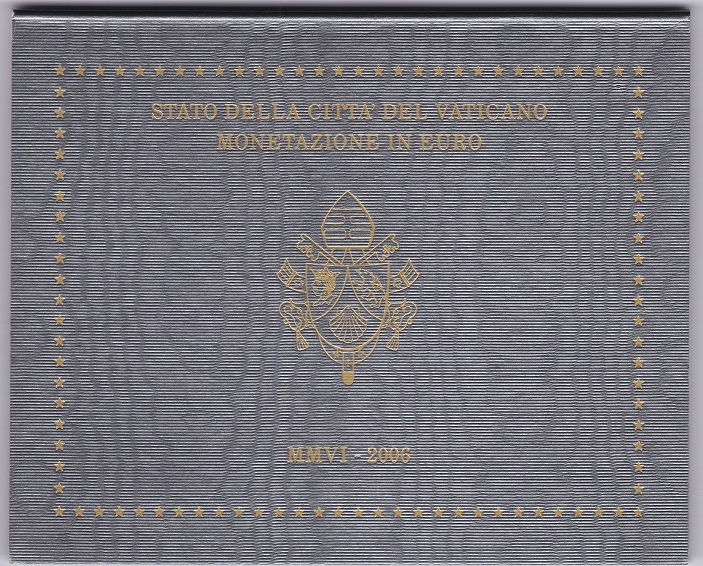 STATO DELLA CITTA' DEL VATICANO
MONETAZIONE IN EURO
MMVI - 2006